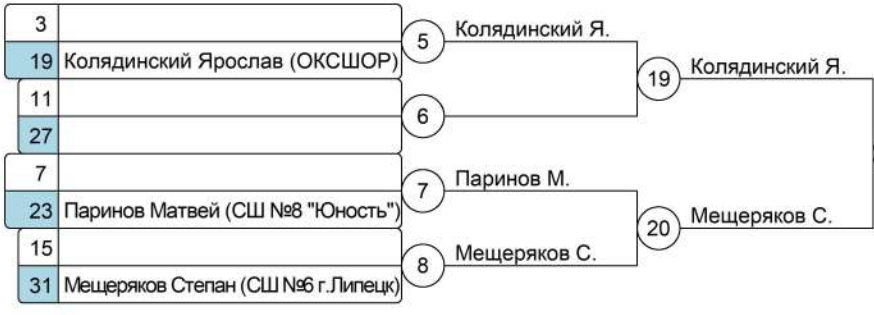 3
19 Колядинский Ярослав (ОКСШОР)
11
27
7
23 Паринов Матвей (СШ №8 "Юность")
15
31 Мещеряков Степан (СШ №6 г.Липецк)
5 Колядинский Я.
6
7 Паринов М.
8 Мещеряков С.
19 Колядинский Я.
20 Мещеряков С.